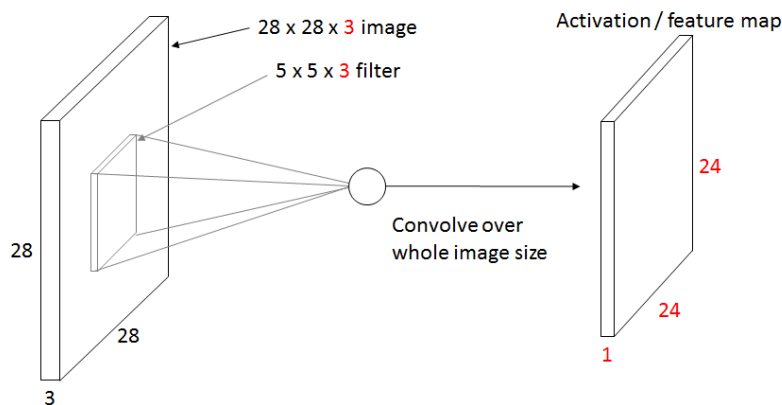 28 x 28 x 3 image
5 x 5 x 3 filter
28
28
3
Convolve over
whole image size
Activation / feature map
24
24
1